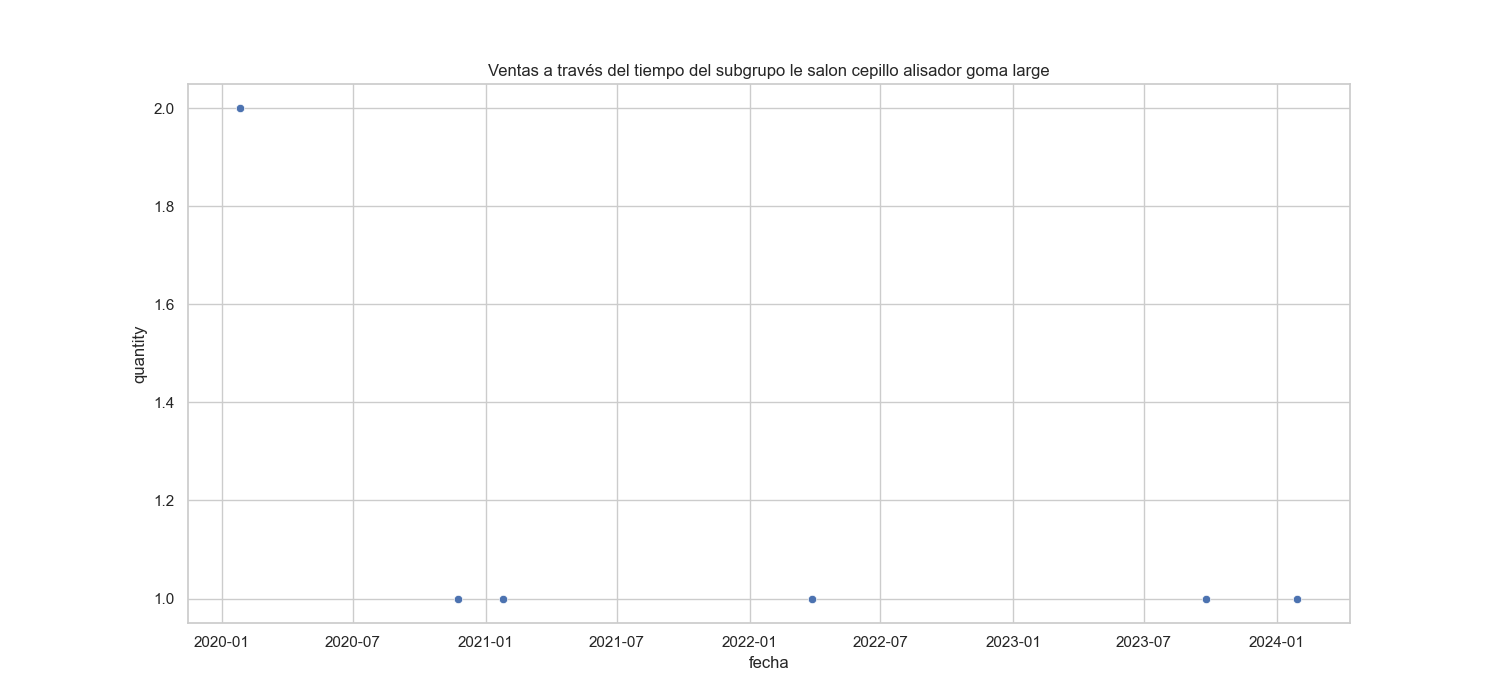 Ventas a través del tiempo del subgrupo le salon cepillo alisador goma large
2.0
1.8
1.6
1.4
1.2
1.0
quantity
2020-01 2020-07 2021-01 2021-07 2022-01 2022-07 2023-01 2023-07 2024-01
fecha